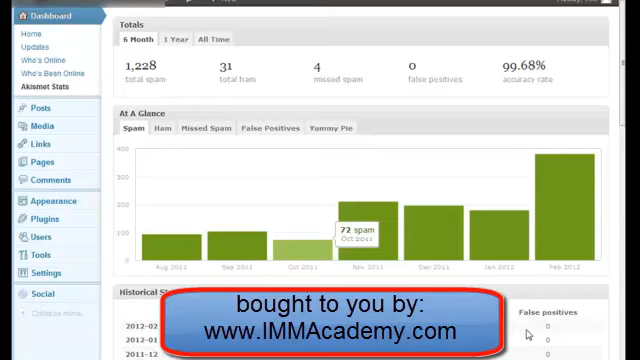 Dashboard
Home
Updates
Who's Online
Who's Been Online
Akismet Stats
Posts
Media
Links
Pages
Comments
Appearance
Plugins
Users
Tools
Settings
Social
Collapse menu
Totals
6 Month
1 Year
All Time
1,228 31 4 0 99.68%
total spam total ham missed spam false positives accuracy rate
At A Glance
Spam Ham Missed Spam False Positives Yummy Pie
400
300
200
100
0
72 spam
Oct 2011
Aug 2011 Sep 2011 Oct 2011 Nov 2011 Dec 2011 Jan 2012 Feb 2012
Historical
False positives
2012-02 0
2012-01 0
2011-12 0
bought to you by:
www.IMMAcademy.com